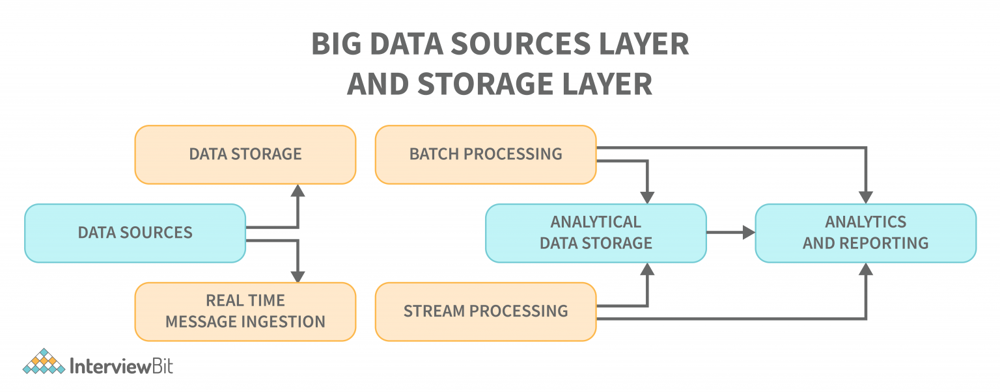 BIG DATA SOURCES LAYER
AND STORAGE LAYER
DATA STORAGE
BATCH PROCESSING
DATA SOURCES
ANALYTICAL
DATA STORAGE
ANALYTICS
AND REPORTING
REAL TIME
MESSAGE INGESTION
STREAM PROCESSING
InterviewBit